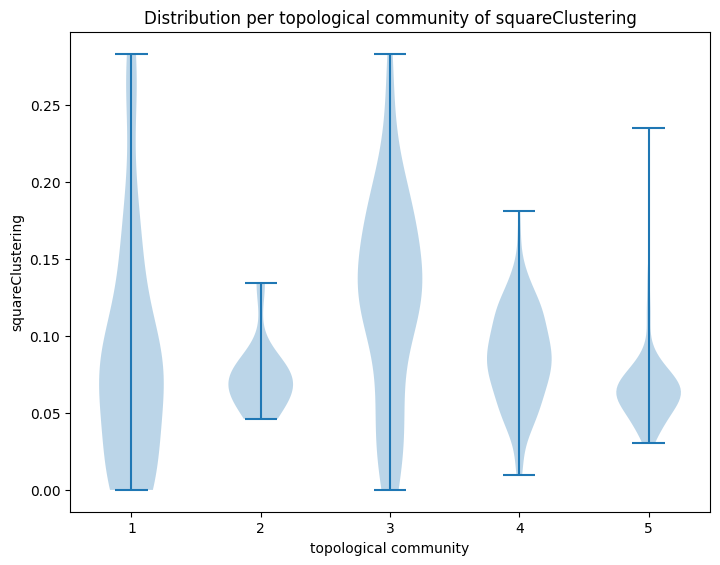 Distribution per topological community of squareClustering
squareClustering
0.25
0.20
0.15
0.10
0.05
0.00
1 2 3 4 5
topological community